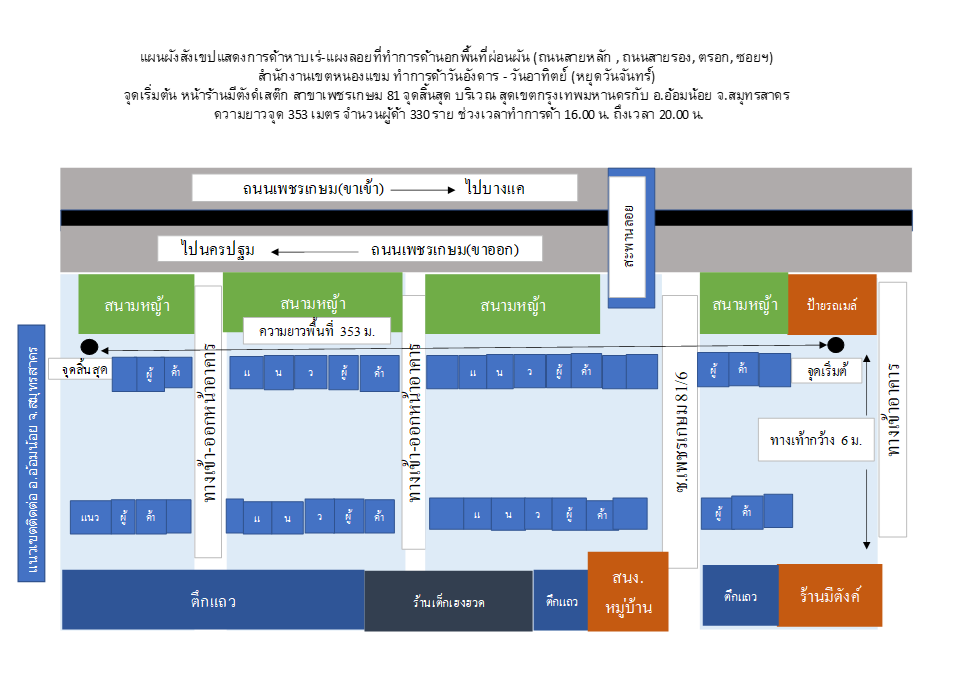 แผนผังสังเขปแสดงการค้าหาบเร่-แผงลอยที่ทำการค้านอกพื้นที่ผ่อนผัน (ถนนสายหลัก , ถนนสายรอง, ตรอก, ซอยฯ)
สำนักงานเขตหนองแขม ทำการค้าวันอังคาร - วันอาทิตย์ (หยุดวันจันทร์)
จุดเริ่มต้น หน้าร้านมีตังค์เสต๊ก สาขาเพชรเกษม 81 จุดสิ้นสุด บริเวณ สุดเขตกรุงเทพมหานครกับ อ.อ้อมน้อย จ.สมุทรสาคร
ความยาวจุด 353 เมตร จำนวนผู้ค้า 330 ราย ช่วงเวลาทำการค้า 16.00 น. ถึงเวลา 20.00 น.
ถนนเพชรเกษม(ขาเข้า) ไปบางแค
สะพานลอย
ไปนครปฐม ถนนเพชรเกษม(ขาออก)
สนามหญ้า
สนามหญ้า
สนามหญ้า
สนามหญ้า
ป้ายรถเมล์
ความยาวพื้นที่ 353 ม.
แนวเขตติดต่อ อ.อ้อมน้อย จ.สมุทรสาคร
จุดสิ้นสุด
ผู้ ค้า
ทางเข้า-ออกหน้าอาคาร
แ น ว ผู้ ค้า
ทางเข้า-ออกหน้าอาคาร
แ น ว ผู้ ค้า
ซ.เพชรเกษม 81/6
ผู้ ค้า
จุดเริ่มต้
ทางเข้าอาคาร
ทางเท้ากว้าง 6 ม.
แนว ผู้ ค้า
แ น ว ผู้ ค้า
แ น ว ผู้ ค้า
ผู้ ค้า
ตึกแถว
ร้านเต็กเฮงฮวด
ตึกแถว
สนง.
หมู่บ้าน
ตึกแถว
ร้านมีตังค์